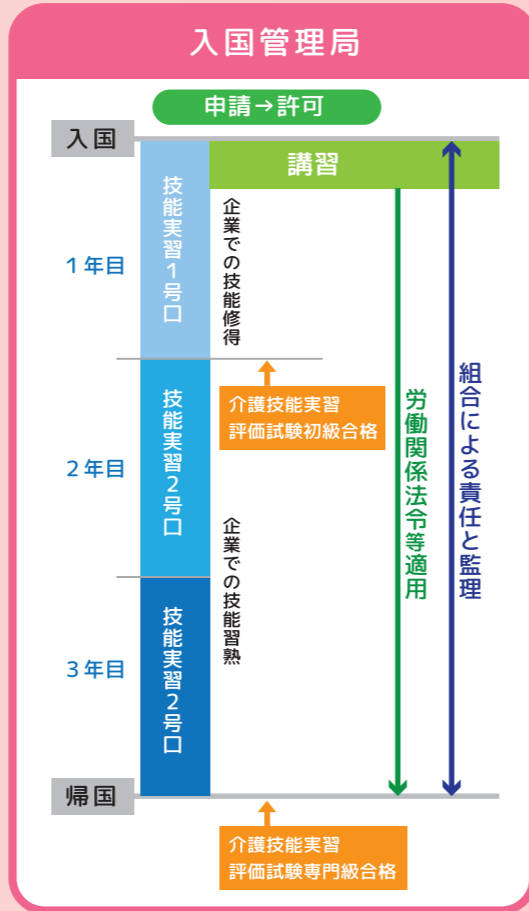 入国管理局
申請→許可
入国
講習
1年目
技能実習1号ロ
企業での技能修得
介護技能実習
評価試験初級合格
2年目
技能実習2号ロ
企業での技能習熟
3年目
技能実習2号ロ
労働関係法令等適用
組合による責任と監理
帰国
介護技能実習
評価試験専門級合格